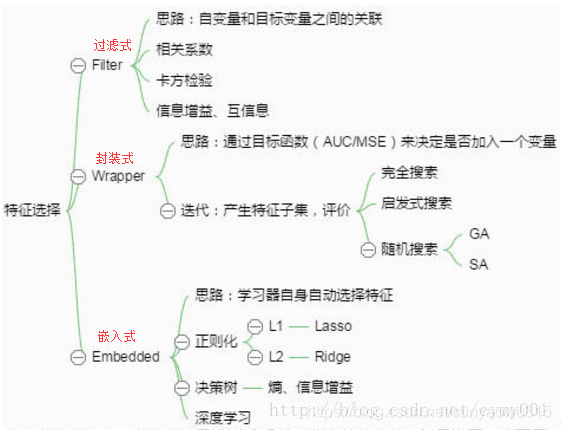 特征选择
过滤式
Filter
思路：自变量和目标变量之间的关联
相关系数
卡方检验
信息增益、互信息
封装式
Wrapper
思路：通过目标函数（AUC/MSE）来决定是否加入一个变量
迭代：产生特征子集，评价
完全搜索
启发式搜索
随机搜索
GA
SA
嵌入式
Embedded
思路：学习器自身自动选择特征
正则化
L1
Lasso
L2
Ridge
决策树
熵、信息增益
深度学习